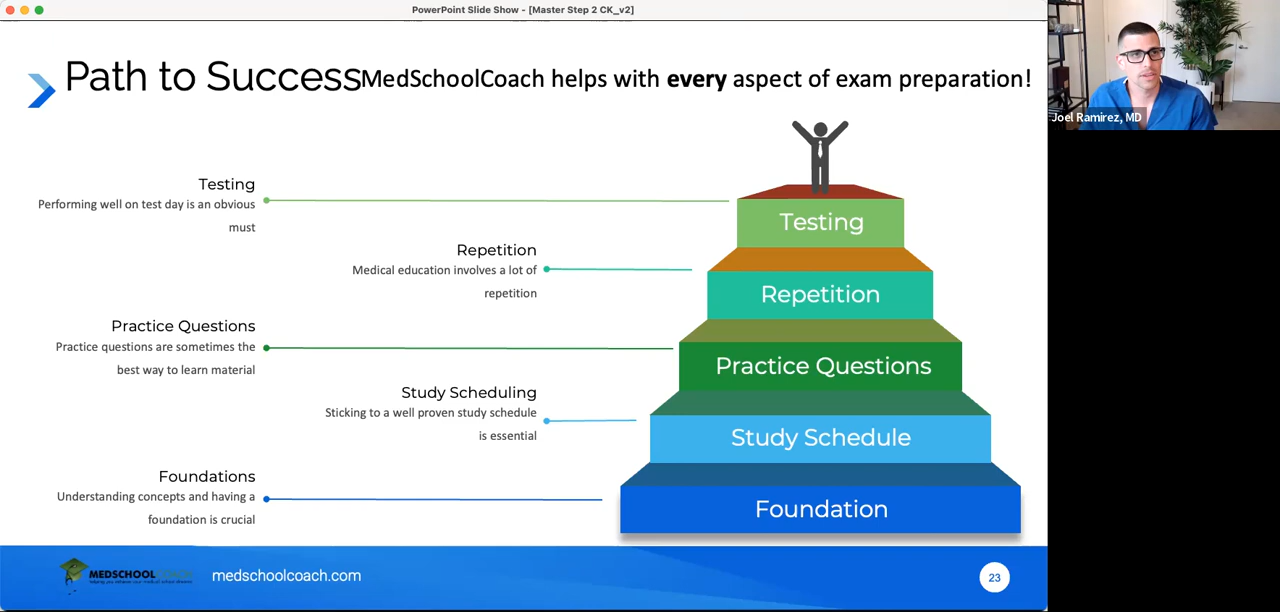 PowerPoint Slide Show - [Master Step 2 CK_v2]
Path to Success
MedSchoolCoach helps with every aspect of exam preparation!
Joel Ramirez, MD
Testing
Performing well on test day is an obvious
must
Repetition
Medical education involves a lot of
repetition
Practice Questions
Practice questions are sometimes the
best way to learn material
Study Scheduling
Sticking to a well proven study schedule
is essential
Foundations
Understanding concepts and having a
foundation is crucial
Testing
Repetition
Practice Questions
Study Schedule
Foundation
MEDSCHOOLCOACH
medschoolcoach.com
23